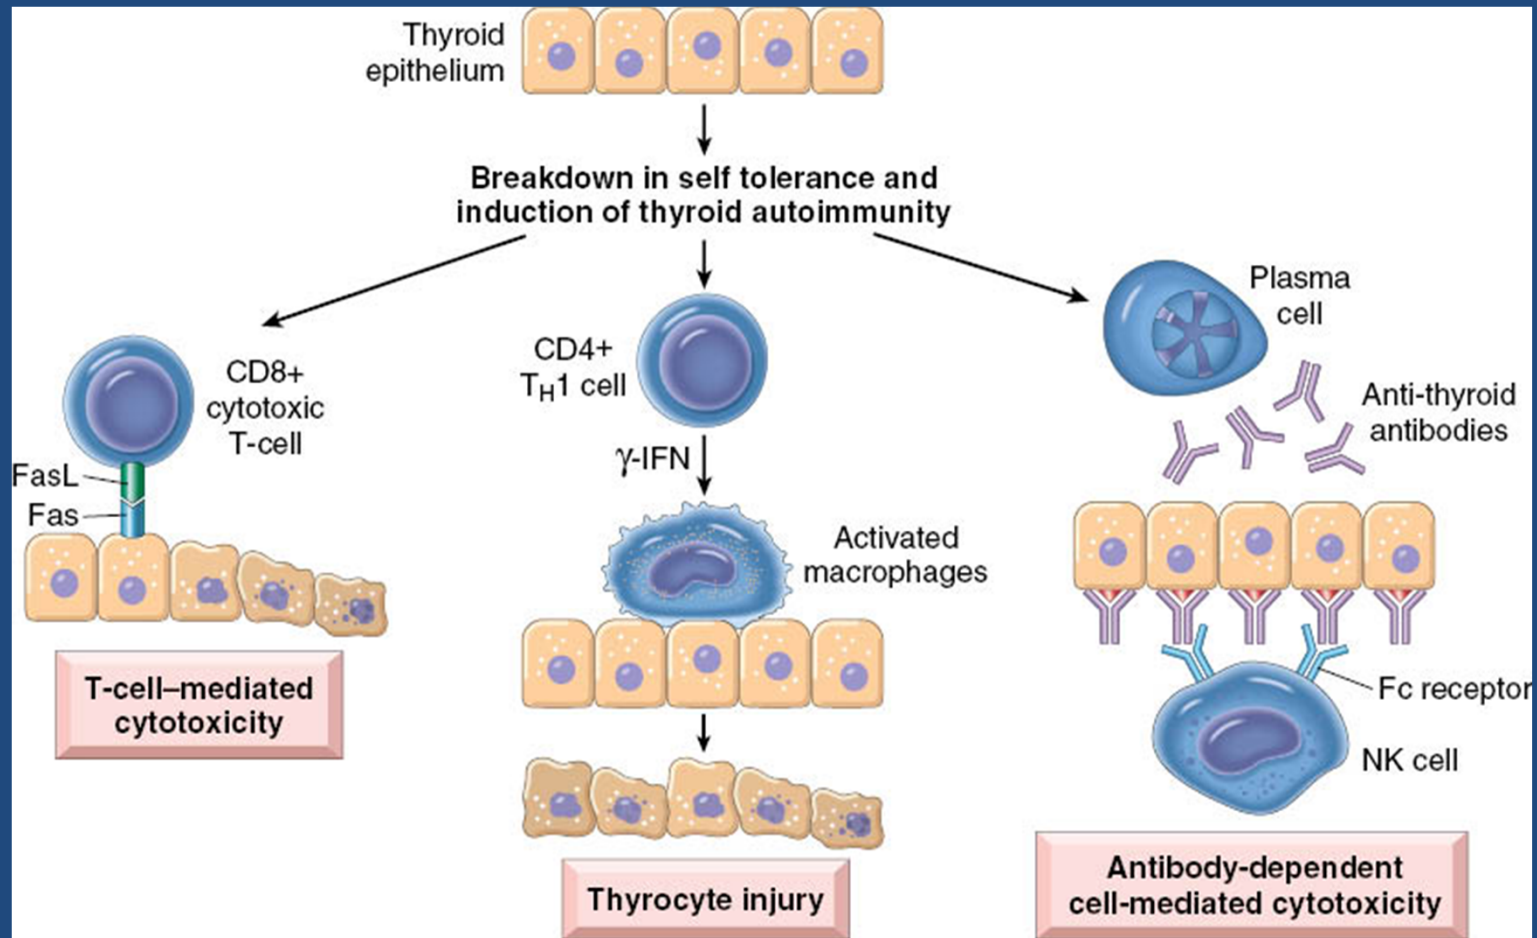 Thyroid
epithelium
Breakdown in self tolerance and
induction of thyroid autoimmunity
CD8+
cytotoxic
T-cell
FasL
Fas
T-cell–mediated
cytotoxicity
CD4+
TH1 cell
γ-IFN
Activated
macrophages
Thyrocyte injury
Plasma
cell
Anti-thyroid
antibodies
Fc receptor
NK cell
Antibody-dependent
cell-mediated cytotoxicity